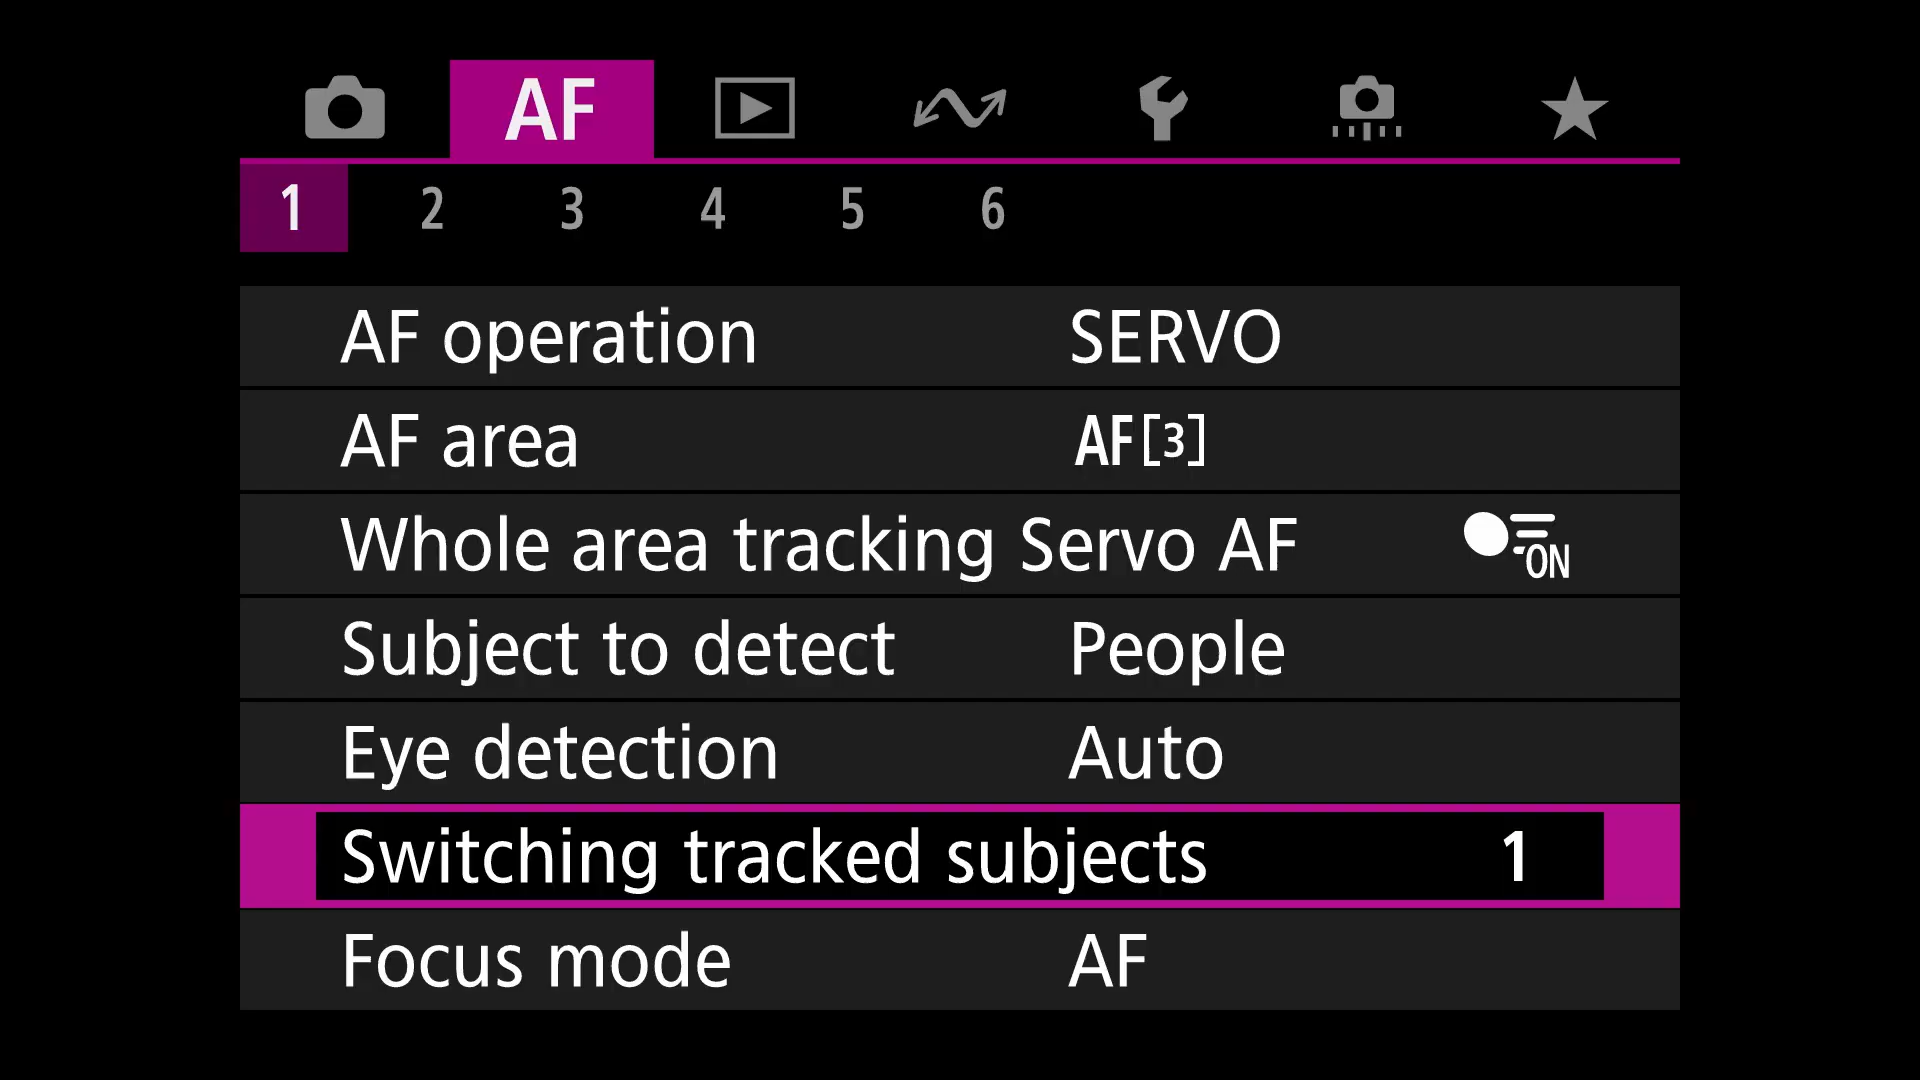 AF
1 2 3 4 5 6
AF operation SERVO
AF area AF[3]
Whole area tracking Servo AF ON
Subject to detect People
Eye detection Auto
Switching tracked subjects 1
Focus mode AF